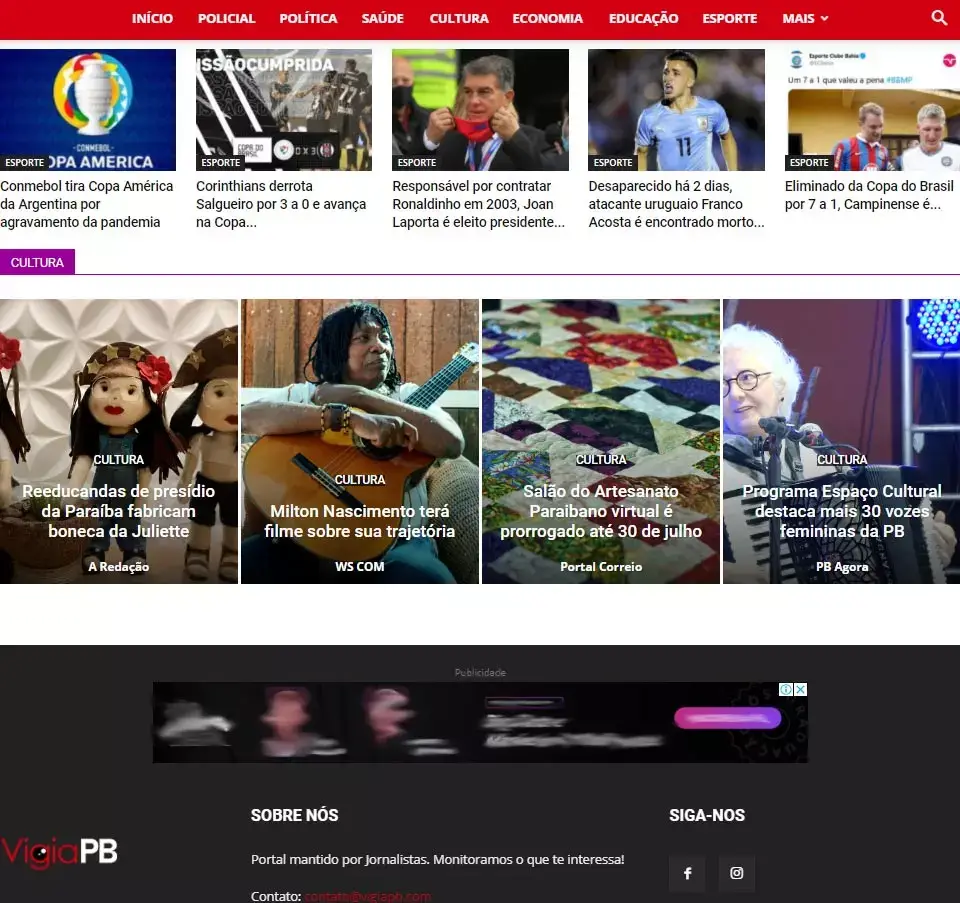 INÍCIO POLICIAL POLÍTICA SAÚDE CULTURA ECONOMIA EDUCAÇÃO ESPORTE MAIS
CONMEBOL
COPA AMERICA
ESPORTE
Conmebol tira Copa América
da Argentina por
agravamento da pandemia
ISSÃOCUMPRIDA
COPA DO
BRASIL
0 X 3
ESPORTE
Corinthians derrota
Salgueiro por 3 a 0 e avança
na Copa...
ESPORTE
Responsável por contratar
Ronaldinho em 2003, Joan
Laporta é eleito presidente...
11
ESPORTE
Desaparecido há 2 dias,
atacante uruguaio Franco
Acosta é encontrado morto...
Esporte Clube Bahia
Um 7 a 1 que valeu a pena #BBMP
ESPORTE
Eliminado da Copa do Brasil
por 7 a 1, Campinense é...
CULTURA
CULTURA
Reeducandas de presídio
da Paraíba fabricam
boneca da Juliette
A Redação
CULTURA
Milton Nascimento terá
filme sobre sua trajetória
WS COM
CULTURA
Salão do Artesanato
Paraibano virtual é
prorrogado até 30 de julho
Portal Correio
CULTURA
Programa Espaço Cultural
destaca mais 30 vozes
femininas da PB
PB Agora
Publicidade
VigiaPB
SOBRE NÓS
Portal mantido por Jornalistas. Monitoramos o que te interessa!
Contato: contato@vigiapb.com
SIGA-NOS